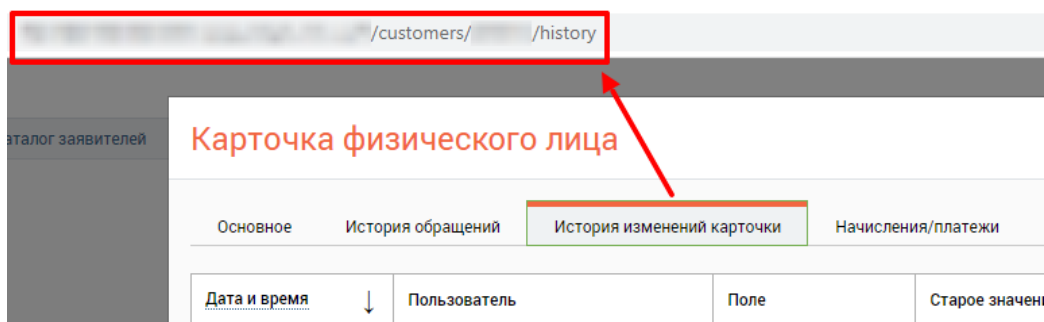 /customers/ /history
аталог заявителей
Карточка физического лица
Основное История обращений История изменений карточки Начисления/платежи
Дата и время ↓ Пользователь Поле Старое значен